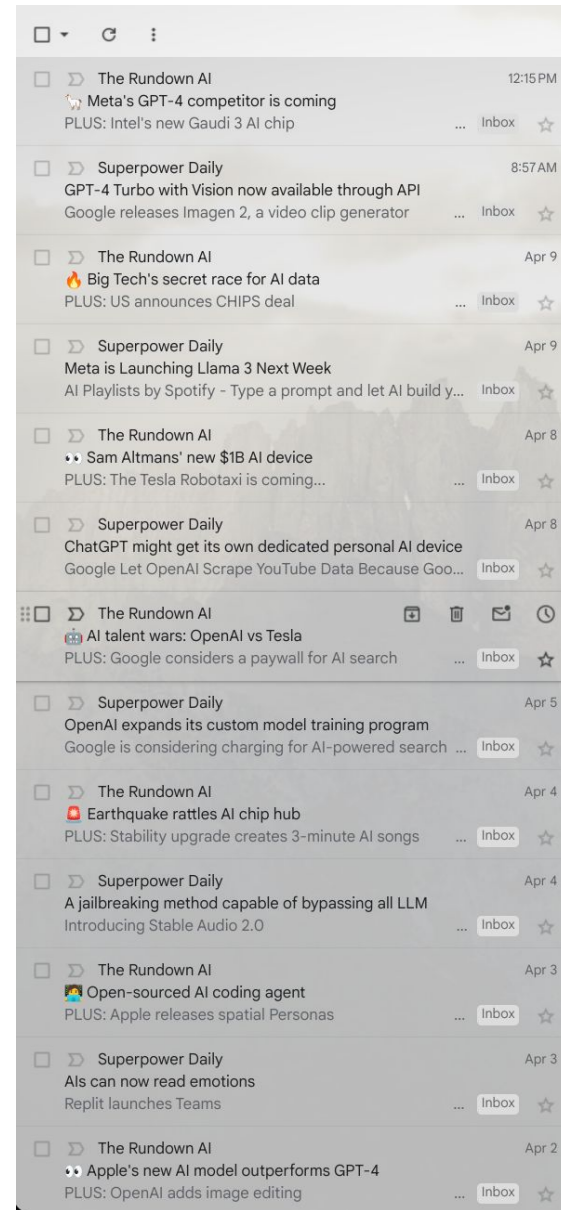 The Rundown AI 12:15 PM
🦙 Meta's GPT-4 competitor is coming
PLUS: Intel's new Gaudi 3 AI chip ... Inbox
Superpower Daily 8:57 AM
GPT-4 Turbo with Vision now available through API
Google releases Imagen 2, a video clip generator ... Inbox
The Rundown AI Apr 9
🔥 Big Tech's secret race for AI data
PLUS: US announces CHIPS deal ... Inbox
Superpower Daily Apr 9
Meta is Launching Llama 3 Next Week
AI Playlists by Spotify - Type a prompt and let AI build y... Inbox
The Rundown AI Apr 8
👀 Sam Altmans' new $1B AI device
PLUS: The Tesla Robotaxi is coming... ... Inbox
Superpower Daily Apr 8
ChatGPT might get its own dedicated personal AI device
Google Let OpenAI Scrape YouTube Data Because Goo... Inbox
The Rundown AI
🤖 AI talent wars: OpenAI vs Tesla
PLUS: Google considers a paywall for AI search ... Inbox
Superpower Daily Apr 5
OpenAI expands its custom model training program
Google is considering charging for AI-powered search ... Inbox
The Rundown AI Apr 4
🚨 Earthquake rattles AI chip hub
PLUS: Stability upgrade creates 3-minute AI songs ... Inbox
Superpower Daily Apr 4
A jailbreaking method capable of bypassing all LLM
Introducing Stable Audio 2.0 ... Inbox
The Rundown AI Apr 3
🧑‍💻 Open-sourced AI coding agent
PLUS: Apple releases spatial Personas ... Inbox
Superpower Daily Apr 3
AIs can now read emotions
Replit launches Teams ... Inbox
The Rundown AI Apr 2
👀 Apple's new AI model outperforms GPT-4
PLUS: OpenAI adds image editing ... Inbox